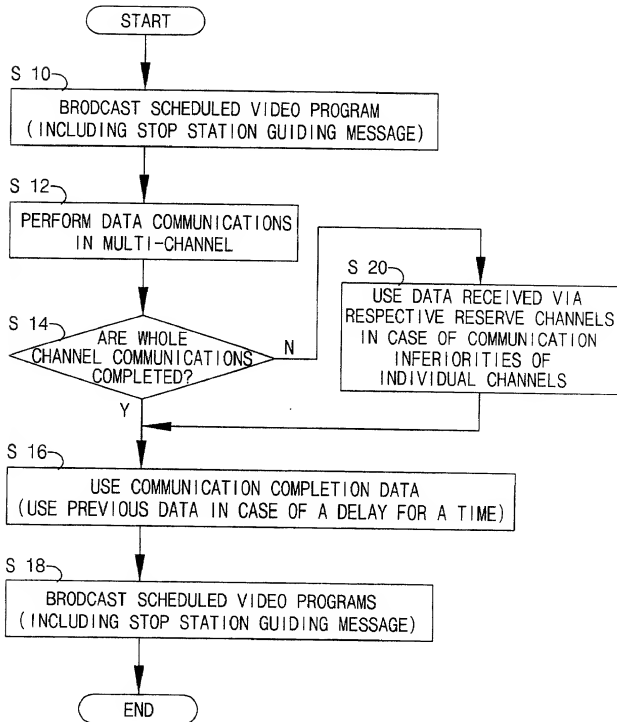 START
S 10
BRODCAST SCHEDULED VIDEO PROGRAM
(INCLUDING STOP STATION GUIDING MESSAGE)
S 12
PERFORM DATA COMMUNICATIONS
IN MULTI-CHANNEL
S 14
ARE WHOLE
CHANNEL COMMUNICATIONS
COMPLETED?
N
Y
S 20
USE DATA RECEIVED VIA
RESPECTIVE RESERVE CHANNELS
IN CASE OF COMMUNICATION
INFERIORITIES OF
INDIVIDUAL CHANNELS
S 16
USE COMMUNICATION COMPLETION DATA
(USE PREVIOUS DATA IN CASE OF A DELAY FOR A TIME)
S 18
BRODCAST SCHEDULED VIDEO PROGRAMS
(INCLUDING STOP STATION GUIDING MESSAGE)
END